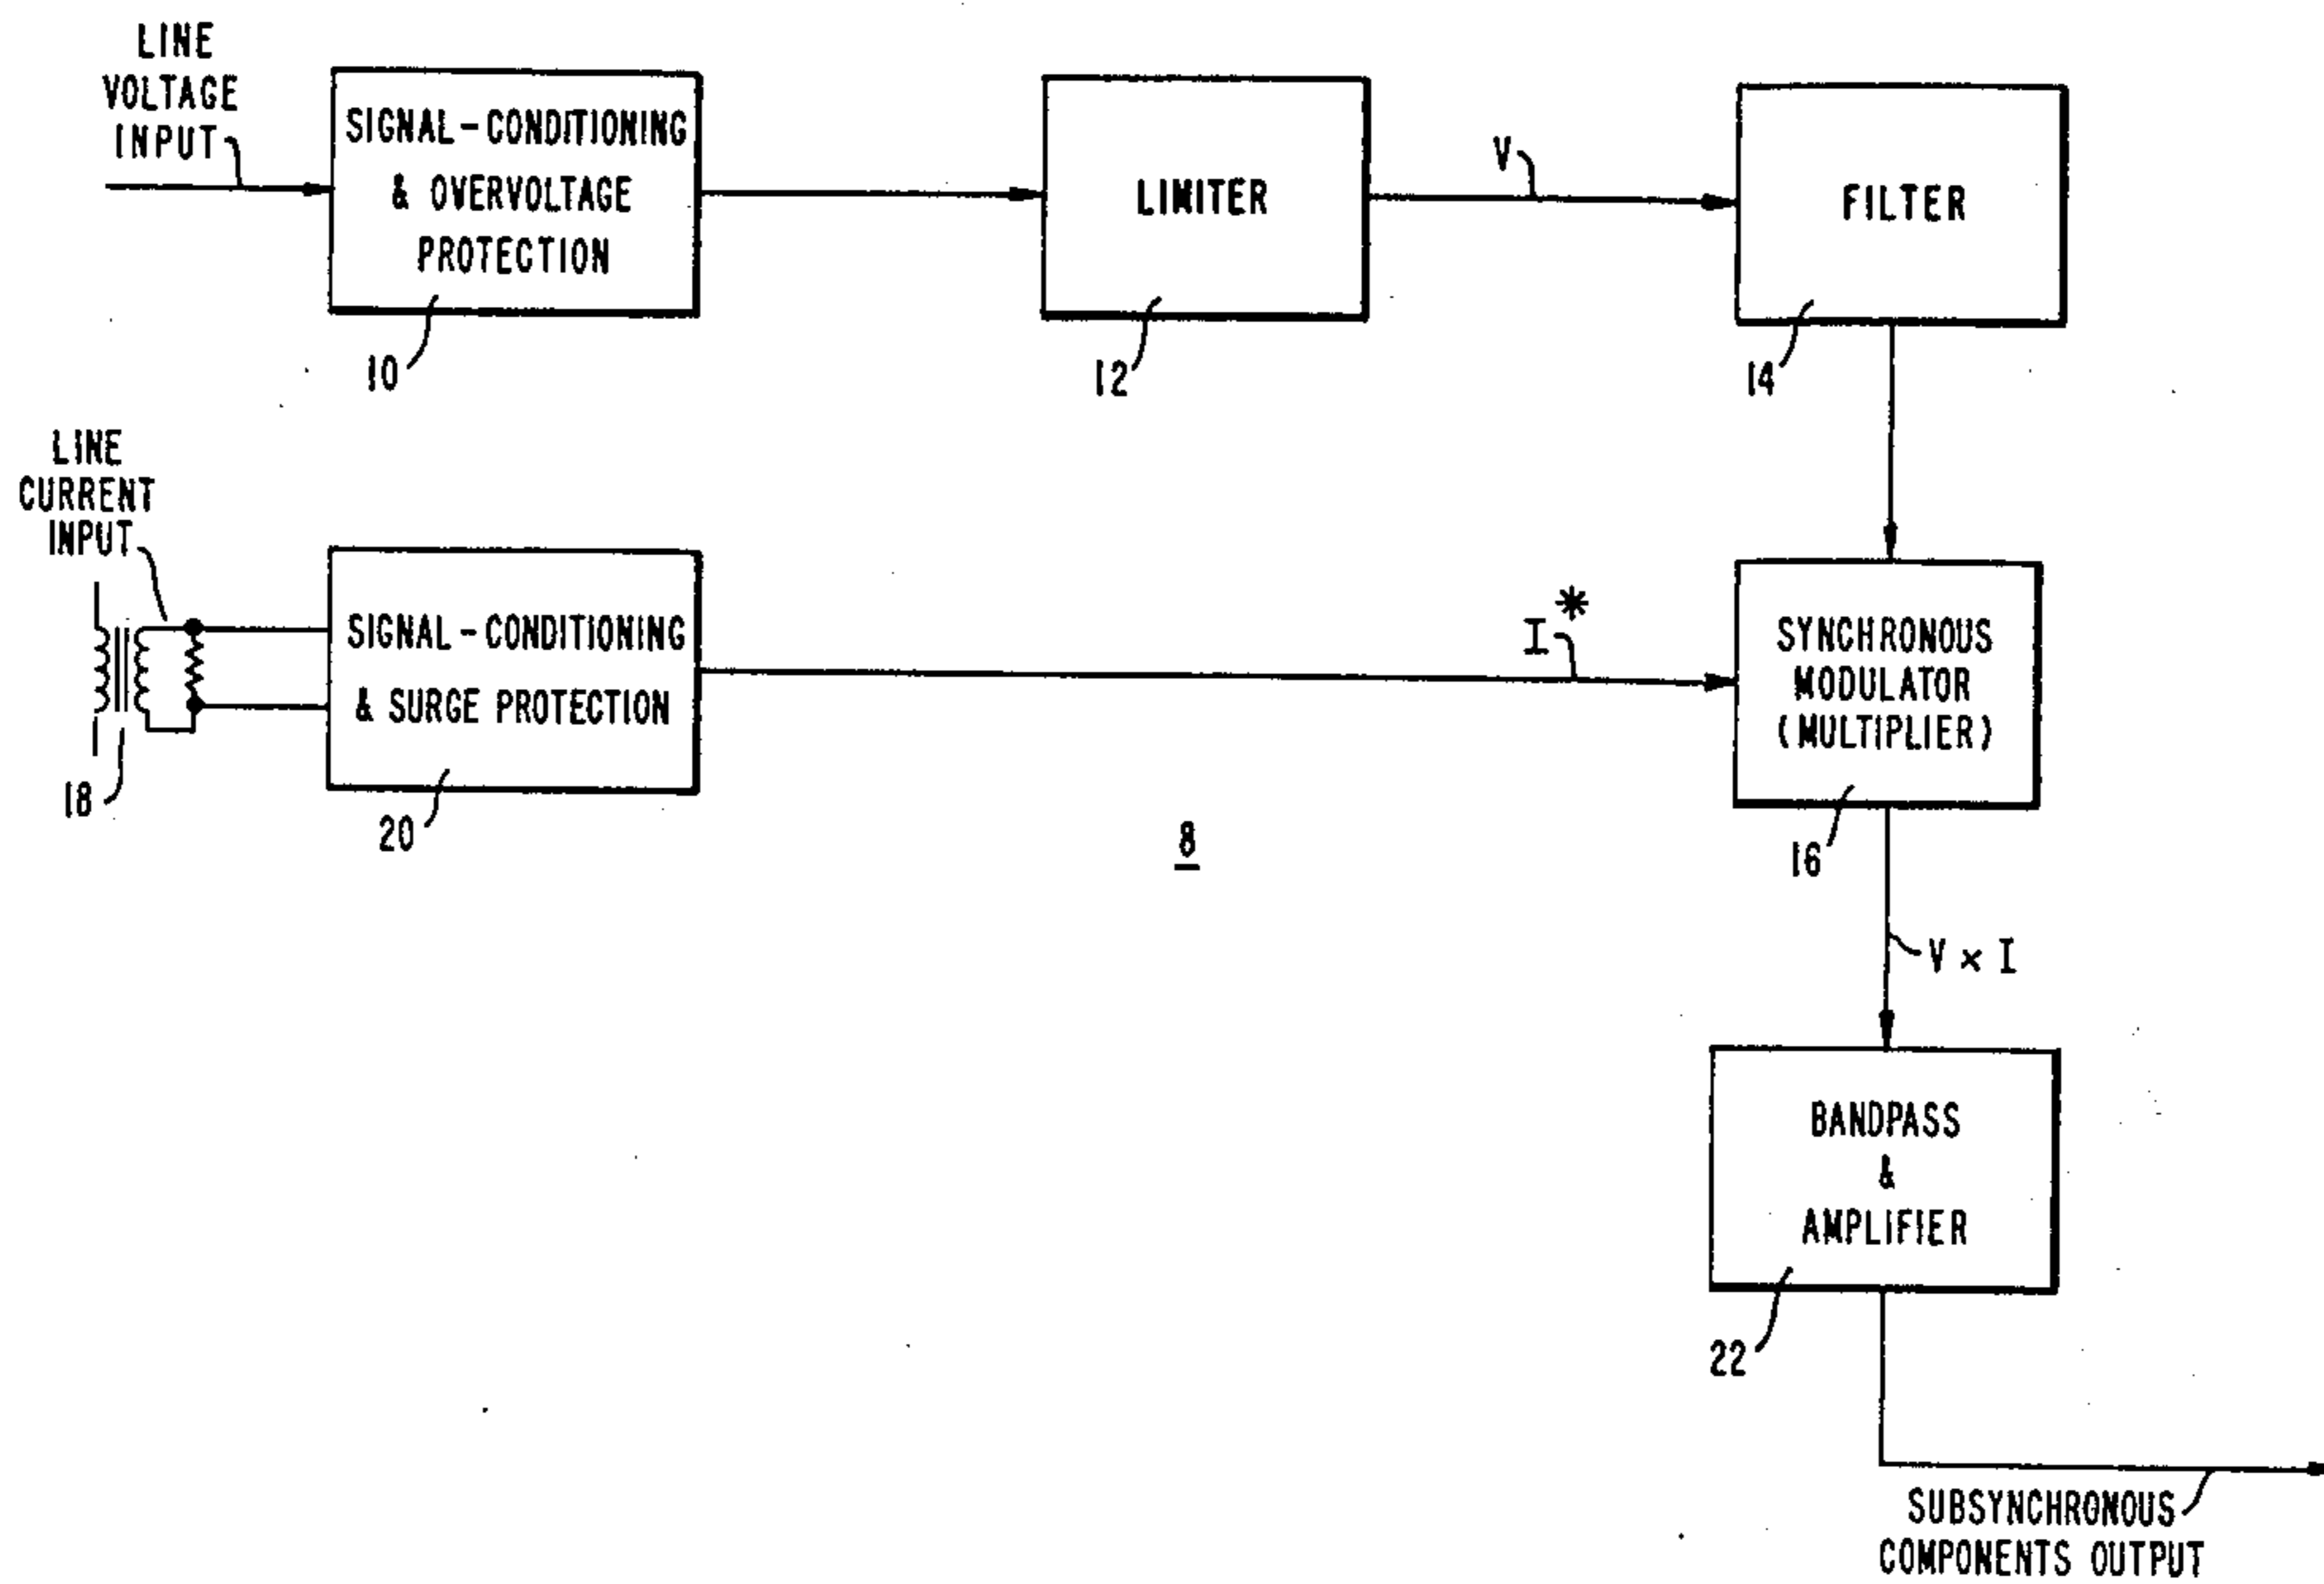 LINE
VOLTAGE
INPUT
SIGNAL-CONDITIONING
& OVERVOLTAGE
PROTECTION
10
LIMITER
12
V
FILTER
14
LINE
CURRENT
INPUT
18
SIGNAL-CONDITIONING
& SURGE PROTECTION
20
I*
SYNCHRONOUS
MODULATOR
(MULTIPLIER)
16
8
V × I
BANDPASS
&
AMPLIFIER
22
SUBSYNCHRONOUS
COMPONENTS OUTPUT